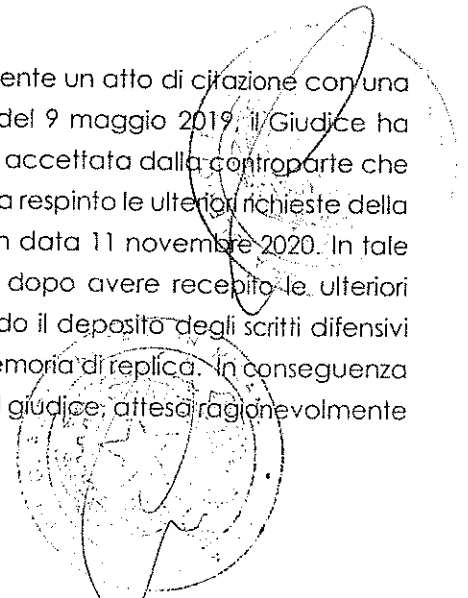 ente un atto di citazione con una
del 9 maggio 2019, il Giudice ha
accettata dalla controparte che
a respinto le ulteriori richieste della
n data 11 novembre 2020. In tale
dopo avere recepito le ulteriori
do il deposito degli scritti difensivi
emoria di replica. In conseguenza
l giudice, attesa ragionevolmente